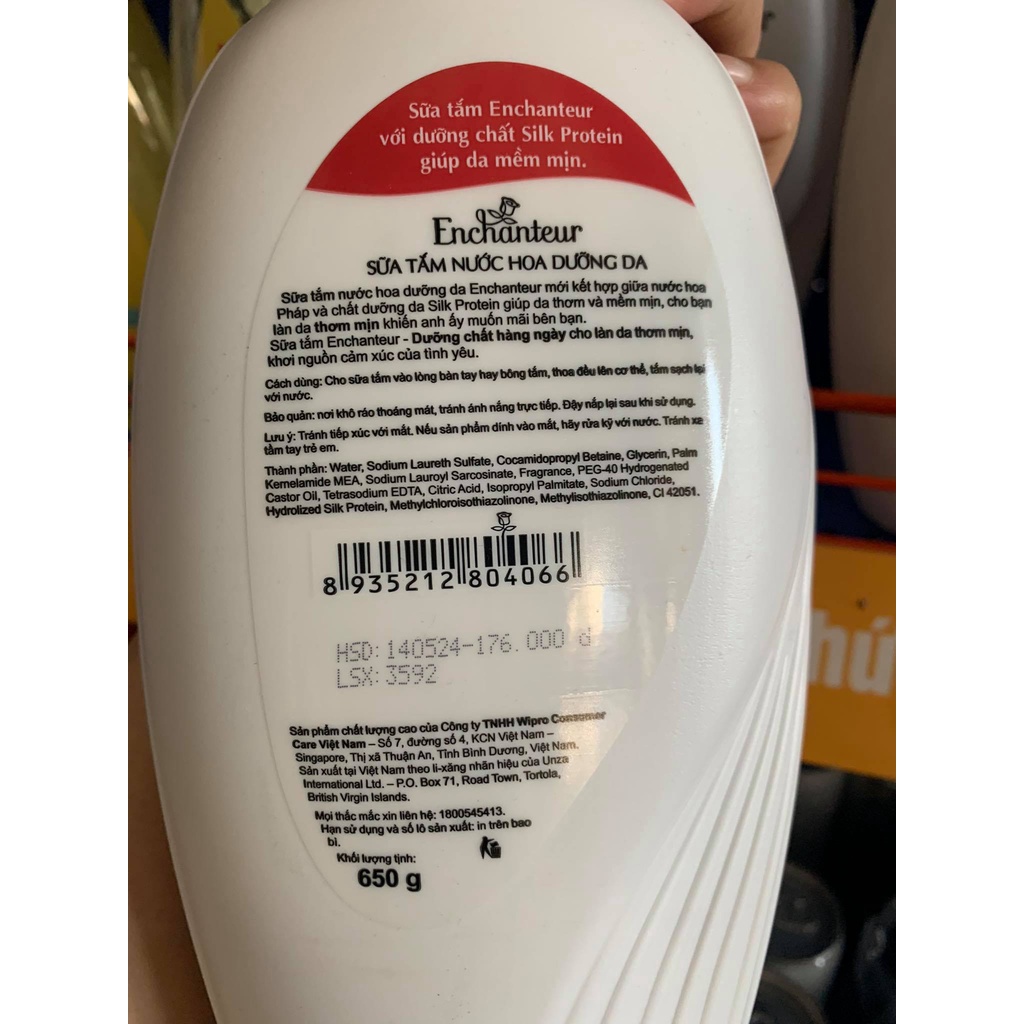 Sữa tắm Enchanteur
với dưỡng chất Silk Protein
giúp da mềm mịn.
Enchanteur
SỮA TẮM NƯỚC HOA DƯỠNG DA
Sữa tắm nước hoa dưỡng da Enchanteur mới kết hợp giữa nước hoa
Pháp và chất dưỡng da Silk Protein giúp da thơm và mềm mịn, cho bạn
làn da thơm mịn khiến anh ấy muốn mãi bên bạn.
Sữa tắm Enchanteur - Dưỡng chất hàng ngày cho làn da thơm mịn,
khơi nguồn cảm xúc của tình yêu.
Cách dùng: Cho sữa tắm vào lòng bàn tay hay bông tắm, thoa đều lên cơ thể, tắm sạch lại
với nước.
Bảo quản: nơi khô ráo thoáng mát, tránh ánh nắng trực tiếp. Đậy nắp lại sau khi sử dụng.
Lưu ý: Tránh tiếp xúc với mắt. Nếu sản phẩm dính vào mắt, hãy rửa kỹ với nước. Tránh xa
tầm tay trẻ em.
Thành phần: Water, Sodium Laureth Sulfate, Cocamidopropyl Betaine, Glycerin, Palm
Kernelamide MEA, Sodium Lauroyl Sarcosinate, Fragrance, PEG-40 Hydrogenated
Castor Oil, Tetrasodium EDTA, Citric Acid, Isopropyl Palmitate, Sodium Chloride,
Hydrolized Silk Protein, Methylchloroisothiazolinone, Methylisothiazolinone, CI 42051.
8 935212 804066
HSD: 140524-176.000 đ
LSX: 3592
Sản phẩm chất lượng cao của Công ty TNHH Wipro Consumer
Care Việt Nam – Số 7, đường số 4, KCN Việt Nam –
Singapore, Thị xã Thuận An, Tỉnh Bình Dương, Việt Nam.
Sản xuất tại Việt Nam theo li-xăng nhãn hiệu của Unza
International Ltd. – P.O. Box 71, Road Town, Tortola,
British Virgin Islands.
Mọi thắc mắc xin liên hệ: 1800545413.
Hạn sử dụng và số lô sản xuất: in trên bao
bì.
Khối lượng tịnh:
650 g
hú